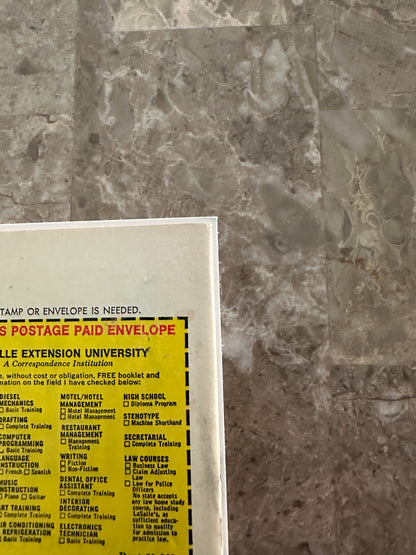 STAMP OR ENVELOPE IS NEEDED.
S POSTAGE PAID ENVELOPE
LLE EXTENSION UNIVERSITY
A Correspondence Institution
e, without cost or obligation, FREE booklet and
mation on the field I have checked below:
DIESEL
MECHANICS
Basic Training
DRAFTING
Complete Training
COMPUTER
PROGRAMMING
Basic Training
LANGUAGE
INSTRUCTION
French Spanish
MUSIC
INSTRUCTION
Piano Guitar
ART TRAINING
Complete Training
AIR CONDITIONING
REFRIGERATION
Basic Training
MOTEL/HOTEL
MANAGEMENT
Motel Management
Hotel Management
RESTAURANT
MANAGEMENT
Management
Training
WRITING
Fiction
Non-Fiction
DENTAL OFFICE
ASSISTANT
Complete Training
INTERIOR
DECORATING
Complete Training
ELECTRONICS
TECHNICIAN
Basic Training
HIGH SCHOOL
Diploma Program
STENOTYPE
Machine Shorthand
SECRETARIAL
Complete Training
LAW COURSES
Business Law
Claim Adjusting
Law
Law for Police
Officers
No state accepts
any law home
study course,
including
LaSalle's, as
sufficient educa-
tion to qualify
for admission to
practice law.